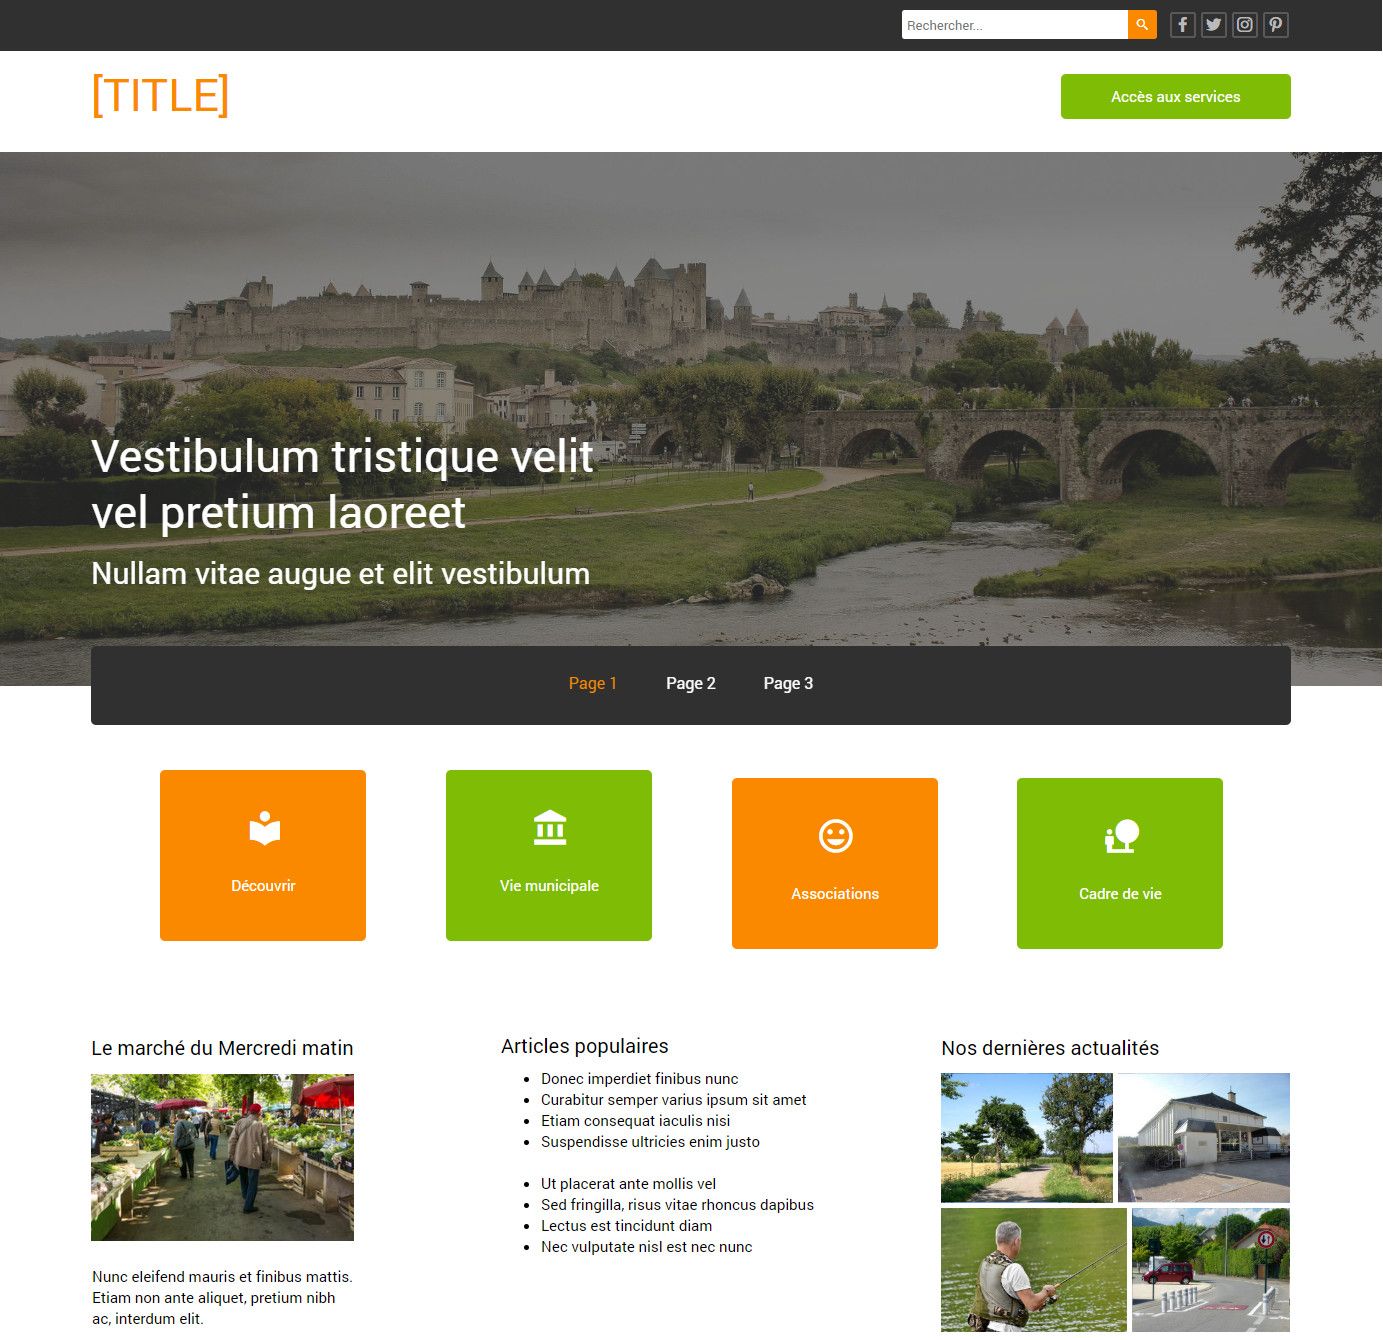 Rechercher...
[TITLE]
Accès aux services
Vestibulum tristique velit
vel pretium laoreet
Nullam vitae augue et elit vestibulum
Page 1 Page 2 Page 3
Découvrir
Vie municipale
Associations
Cadre de vie
Le marché du Mercredi matin
Nunc eleifend mauris et finibus mattis.
Etiam non ante aliquet, pretium nibh
ac, interdum elit.
Articles populaires
Donec imperdiet finibus nunc
Curabitur semper varius ipsum sit amet
Etiam consequat iaculis nisi
Suspendisse ultricies enim justo
Ut placerat ante mollis vel
Sed fringilla, risus vitae rhoncus dapibus
Lectus est tincidunt diam
Nec vulputate nisl est nec nunc
Nos dernières actualités